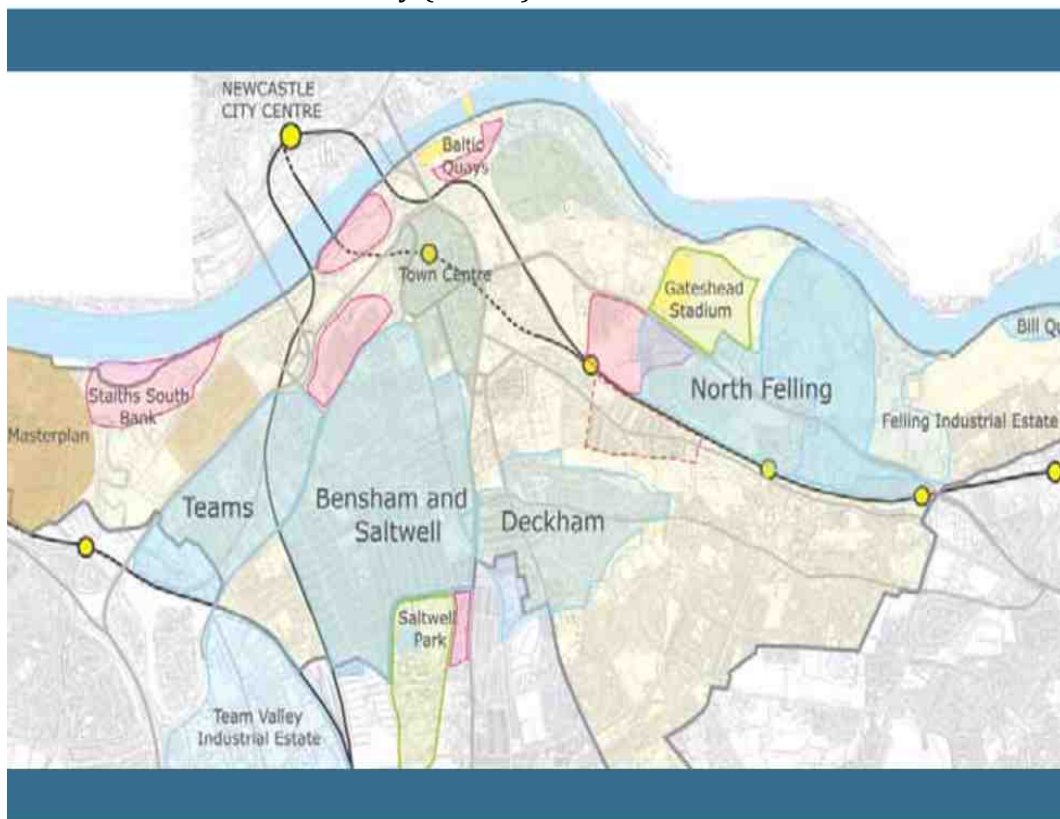 NEWCASTLE
CITY CENTRE
Baltic
Quays
Town Centre
Gateshead
Stadium
Bill Qu
Staiths South
Bank
North Felling
Felling Industrial Estate
Masterplan
Teams
Bensham and
Saltwell
Deckham
Saltwell
Park
Team Valley
Industrial Estate